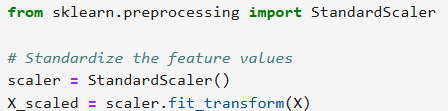 from sklearn.preprocessing import StandardScaler
# Standardize the feature values
scaler = StandardScaler()
X_scaled = scaler.fit_transform(X)